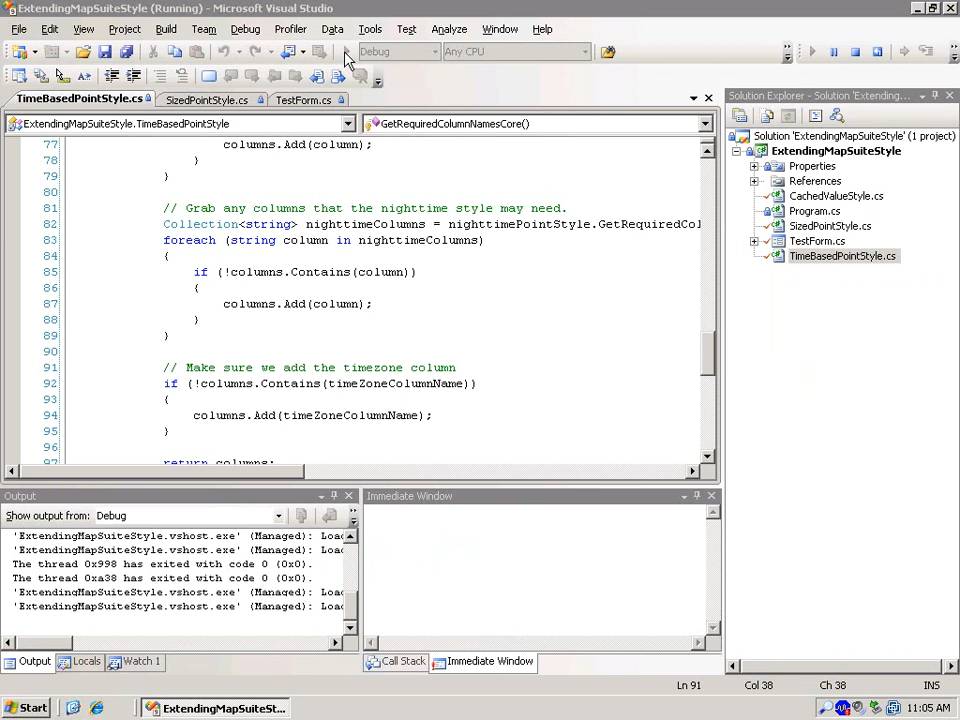 ExtendingMapSuiteStyle (Running) - Microsoft Visual Studio
File Edit View Project Build Team Debug Profiler Data Tools Test Analyze Window Help
Debug Any CPU
TimeBasedPointStyle.cs SizedPointStyle.cs TestForm.cs
ExtendingMapSuiteStyle.TimeBasedPointStyle GetRequiredColumnNamesCore()
77 columns.Add(column);
78 }
79 }
80
81 // Grab any columns that the nighttime style may need.
82 Collection<string> nighttimeColumns = nighttimePointStyle.GetRequiredCol
83 foreach (string column in nighttimeColumns)
84 {
85 if (!columns.Contains(column))
86 {
87 columns.Add(column);
88 }
89 }
90
91 // Make sure we add the timezone column
92 if (!columns.Contains(timeZoneColumnName))
93 {
94 columns.Add(timeZoneColumnName);
95 }
96
97 return columns;
Solution Explorer - Solution 'Extending...
Solution 'ExtendingMapSuiteStyle' (1 project)
ExtendingMapSuiteStyle
Properties
References
CachedValueStyle.cs
Program.cs
SizedPointStyle.cs
TestForm.cs
TimeBasedPointStyle.cs
Output
Show output from: Debug
'ExtendingMapSuiteStyle.vshost.exe' (Managed): Loa
'ExtendingMapSuiteStyle.vshost.exe' (Managed): Loa
The thread 0x998 has exited with code 0 (0x0).
The thread 0xa38 has exited with code 0 (0x0).
'ExtendingMapSuiteStyle.vshost.exe' (Managed): Loa
'ExtendingMapSuiteStyle.vshost.exe' (Managed): Loa
Output Locals Watch 1
Immediate Window
Call Stack Immediate Window
Ln 91 Col 38 Ch 38 INS
Start ExtendingMapSuiteSt... 11:05 AM